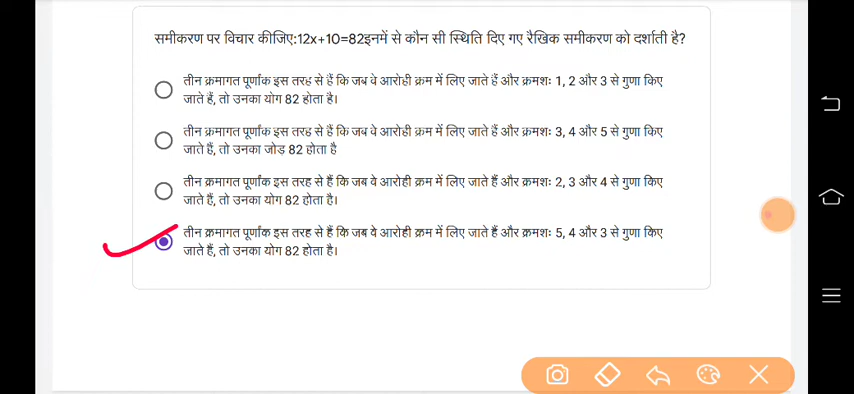 समीकरण पर विचार कीजिए:12x+10=82इनमें से कौन सी स्थिति दिए गए रैखिक समीकरण को दर्शाती है?
तीन क्रमागत पूर्णांक इस तरह से हैं कि जब वे आरोही क्रम में लिए जाते हैं और क्रमशः 1, 2 और 3 से गुणा किए
जाते हैं, तो उनका योग 82 होता है।
तीन क्रमागत पूर्णांक इस तरह से हैं कि जब वे आरोही क्रम में लिए जाते हैं और क्रमशः 3, 4 और 5 से गुणा किए
जाते हैं, तो उनका जोड़ 82 होता है
तीन क्रमागत पूर्णांक इस तरह से हैं कि जब वे आरोही क्रम में लिए जाते हैं और क्रमशः 2, 3 और 4 से गुणा किए
जाते हैं, तो उनका योग 82 होता है।
तीन क्रमागत पूर्णांक इस तरह से हैं कि जब वे आरोही क्रम में लिए जाते हैं और क्रमशः 5, 4 और 3 से गुणा किए
जाते हैं, तो उनका योग 82 होता है।